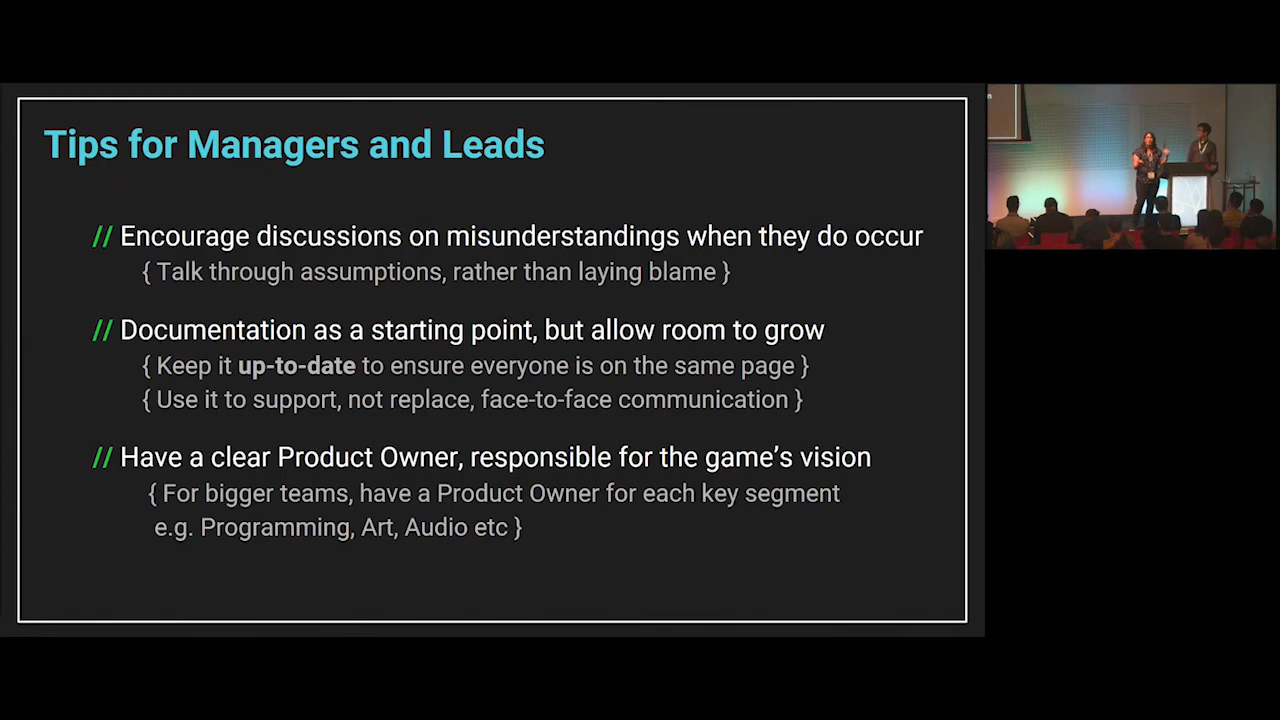 Tips for Managers and Leads
// Encourage discussions on misunderstandings when they do occur
{ Talk through assumptions, rather than laying blame }
// Documentation as a starting point, but allow room to grow
{ Keep it up-to-date to ensure everyone is on the same page }
{ Use it to support, not replace, face-to-face communication }
// Have a clear Product Owner, responsible for the game’s vision
{ For bigger teams, have a Product Owner for each key segment
e.g. Programming, Art, Audio etc }